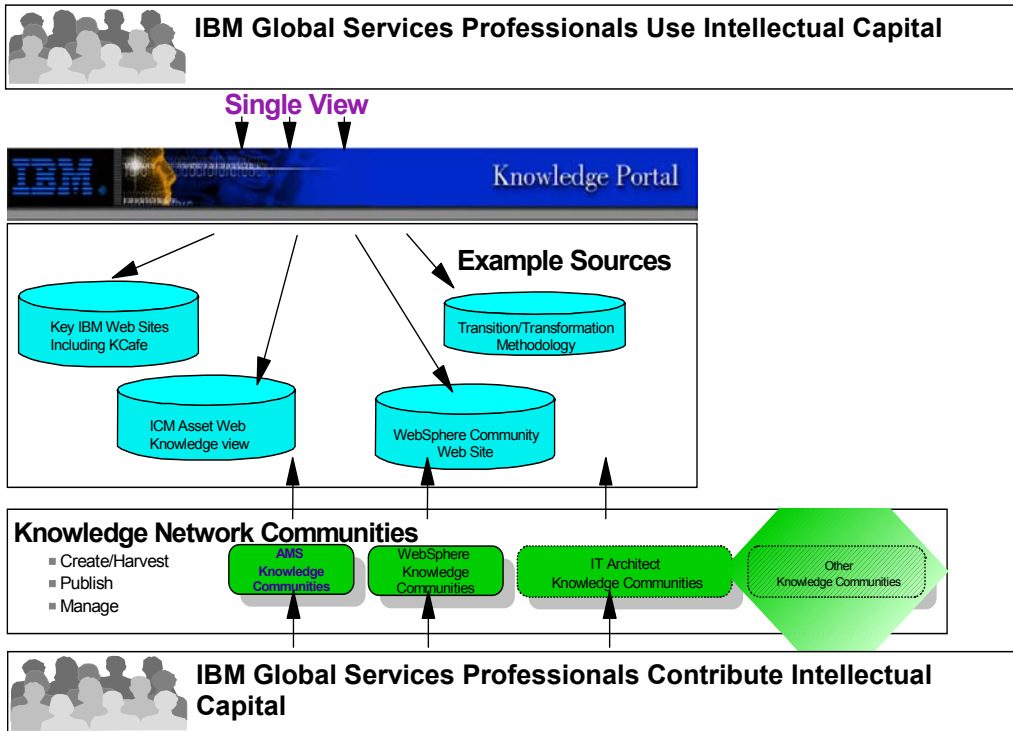 IBM Global Services Professionals Use Intellectual Capital
Single View
IBM.
Knowledge Portal
Example Sources
Key IBM Web Sites
Including KCafe
Transition/Transformation
Methodology
ICM Asset Web
Knowledge view
WebSphere Community
Web Site
Knowledge Network Communities
Create/Harvest
Publish
Manage
AMS
Knowledge
Communities
WebSphere
Knowledge
Communities
IT Architect
Knowledge Communities
Other
Knowledge Communities
IBM Global Services Professionals Contribute Intellectual
Capital